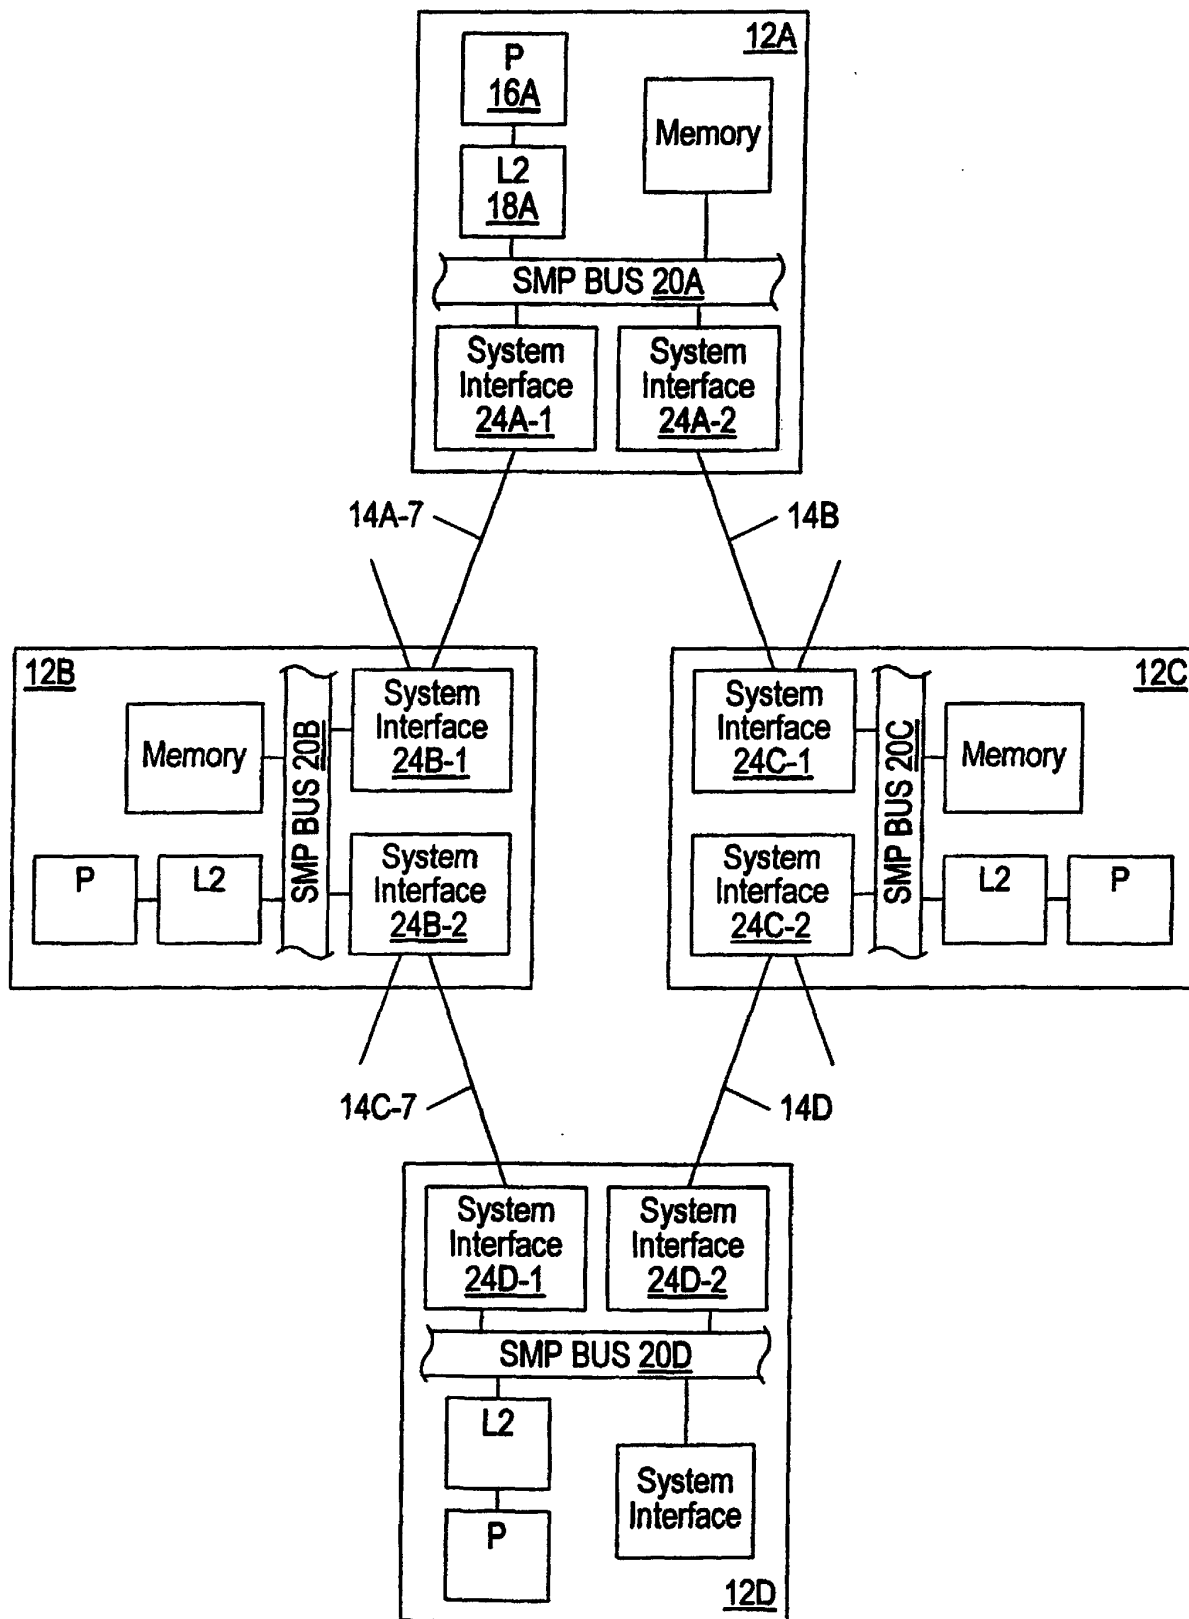 12A
P
16A
Memory
L2
18A
SMP BUS 20A
System
Interface
24A-1
System
Interface
24A-2
14A-7
14B
12B
System
Interface
24B-1
Memory
SMP BUS 20B
P
L2
System
Interface
24B-2
12C
System
Interface
24C-1
SMP BUS 20C
Memory
System
Interface
24C-2
L2
P
14C-7
14D
System
Interface
24D-1
System
Interface
24D-2
SMP BUS 20D
L2
P
System
Interface
12D